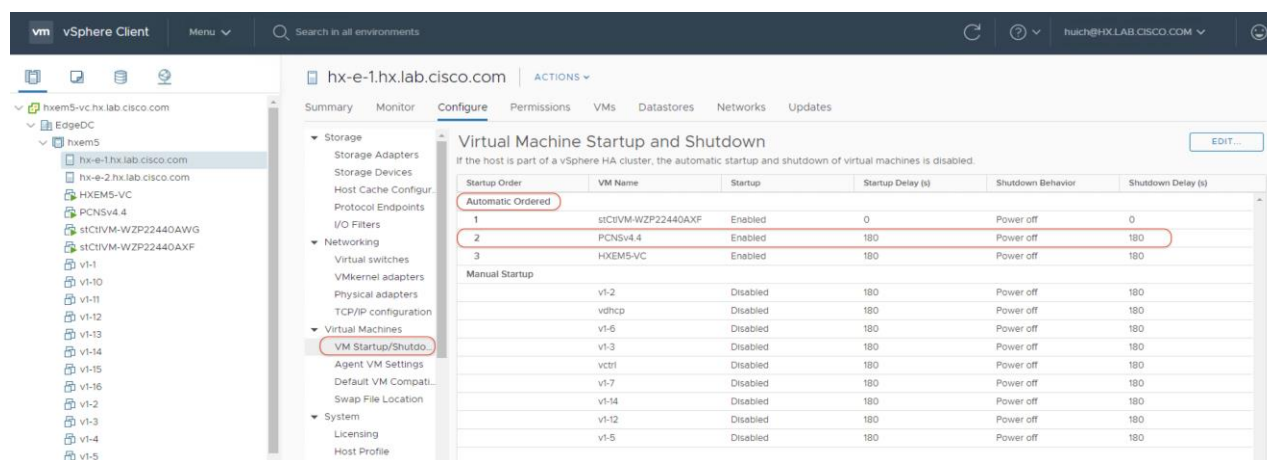 vm vSphere Client Menu Search in all environments huich@HX.LAB.CISCO.COM
hxem5-vc.hx.lab.cisco.com
EdgeDC
hxem5
hx-e-1.hx.lab.cisco.com
hx-e-2.hx.lab.cisco.com
HXEM5-VC
PCNSv4.4
stCtlVM-WZP22440AWG
stCtlVM-WZP22440AXF
v1-1
v1-10
v1-11
v1-12
v1-13
v1-14
v1-15
v1-16
v1-2
v1-3
v1-4
v1-5
hx-e-1.hx.lab.cisco.com ACTIONS
Summary Monitor Configure Permissions VMs Datastores Networks Updates
Storage
Storage Adapters
Storage Devices
Host Cache Configur...
Protocol Endpoints
I/O Filters
Networking
Virtual switches
VMkernel adapters
Physical adapters
TCP/IP configuration
Virtual Machines
VM Startup/Shutdo...
Agent VM Settings
Default VM Compati...
Swap File Location
System
Licensing
Host Profile
Virtual Machine Startup and Shutdown EDIT...
If the host is part of a vSphere HA cluster, the automatic startup and shutdown of virtual machines is disabled.
Startup Order VM Name Startup Startup Delay (s) Shutdown Behavior Shutdown Delay (s)
Automatic Ordered
1 stCtlVM-WZP22440AXF Enabled 0 Power off 0
2 PCNSv4.4 Enabled 180 Power off 180
3 HXEM5-VC Enabled 180 Power off 180
Manual Startup
v1-2 Disabled 180 Power off 180
vdhcp Disabled 180 Power off 180
v1-6 Disabled 180 Power off 180
v1-3 Disabled 180 Power off 180
vctrl Disabled 180 Power off 180
v1-7 Disabled 180 Power off 180
v1-14 Disabled 180 Power off 180
v1-12 Disabled 180 Power off 180
v1-5 Disabled 180 Power off 180